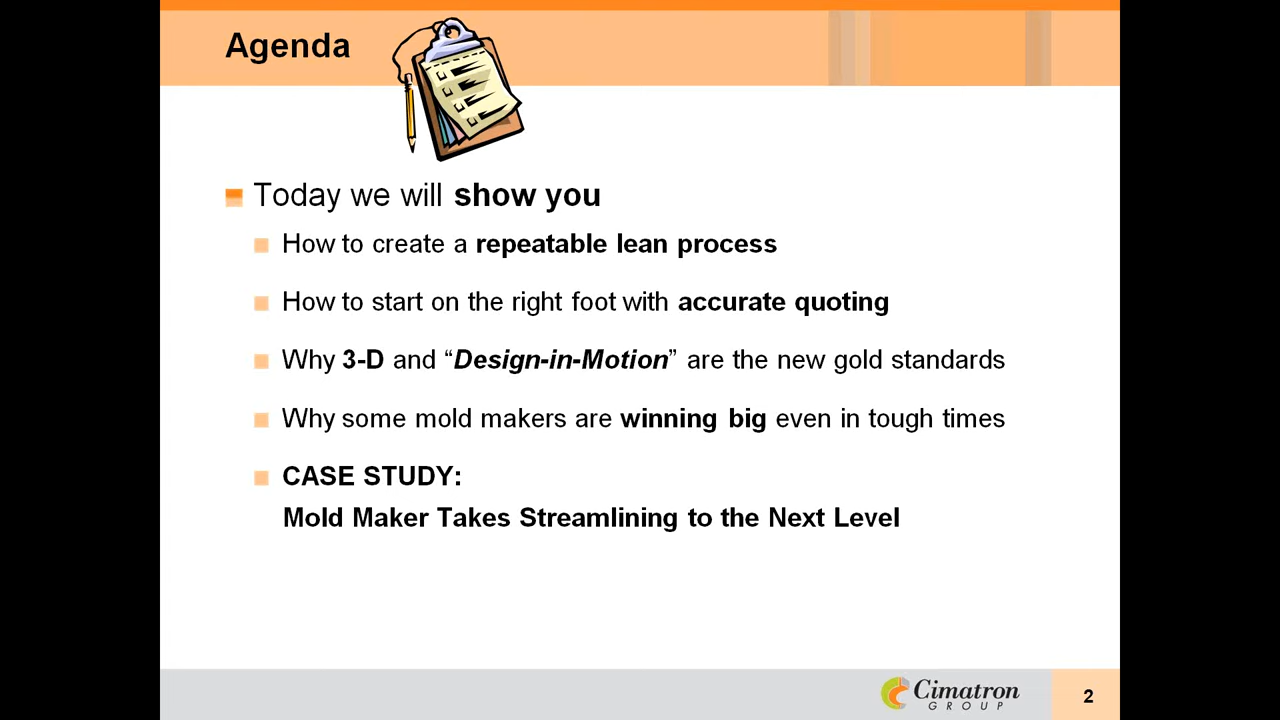 Agenda
Today we will show you
How to create a repeatable lean process
How to start on the right foot with accurate quoting
Why 3-D and “Design-in-Motion” are the new gold standards
Why some mold makers are winning big even in tough times
CASE STUDY:
Mold Maker Takes Streamlining to the Next Level
Cimatron
GROUP
2